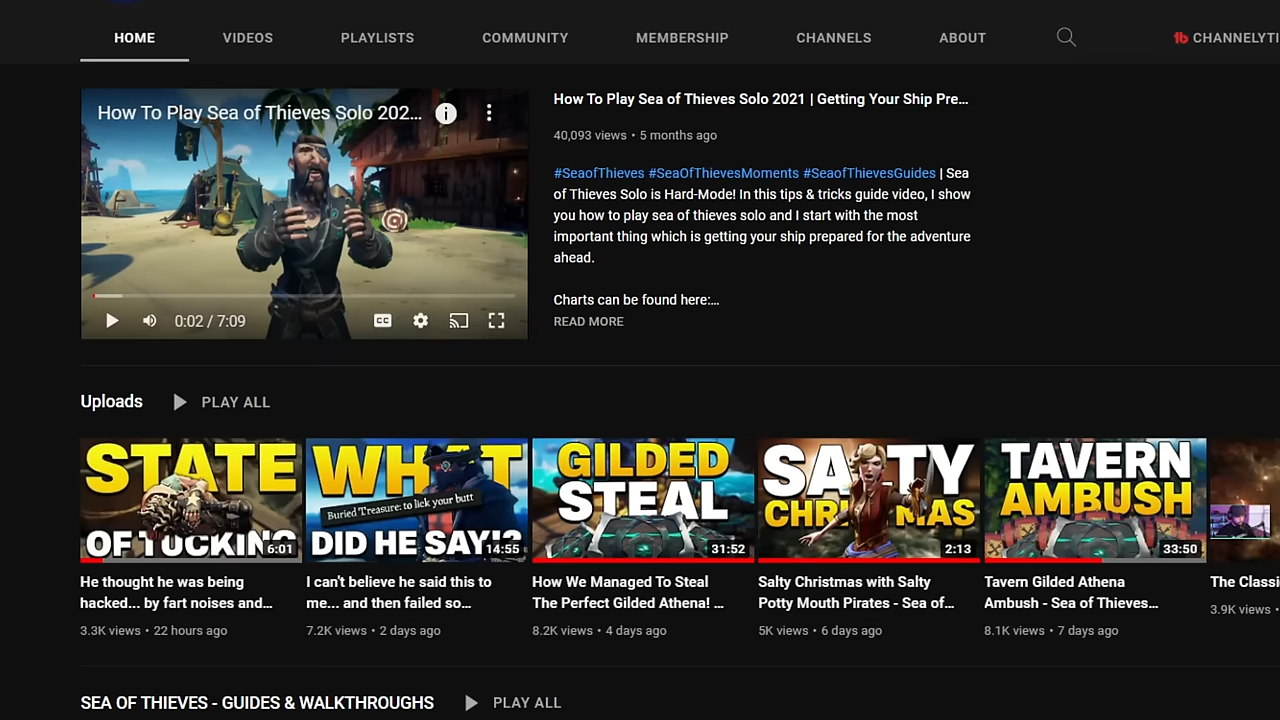 HOME VIDEOS PLAYLISTS COMMUNITY MEMBERSHIP CHANNELS ABOUT CHANNELYTI
How To Play Sea of Thieves Solo 202...
0:02 / 7:09
CC
How To Play Sea of Thieves Solo 2021 | Getting Your Ship Pre...
40,093 views • 5 months ago
#SeaofThieves #SeaOfThievesMoments #SeaofThievesGuides | Sea
of Thieves Solo is Hard-Mode! In this tips & tricks guide video, I show
you how to play sea of thieves solo and I start with the most
important thing which is getting your ship prepared for the adventure
ahead.
Charts can be found here:...
READ MORE
Uploads PLAY ALL
STATE
OF TUCKING
6:01
He thought he was being
hacked... by fart noises and...
3.3K views • 22 hours ago
WHAT
Buried Treasure: to lick your butt
DID HE SAY!?
14:55
I can't believe he said this to
me... and then failed so...
7.2K views • 2 days ago
GILDED
STEAL
31:52
How We Managed To Steal
The Perfect Gilded Athena! ...
8.2K views • 4 days ago
SALTY
CHRISTMAS
2:13
Salty Christmas with Salty
Potty Mouth Pirates - Sea of...
5K views • 6 days ago
TAVERN
AMBUSH
33:50
Tavern Gilded Athena
Ambush - Sea of Thieves...
8.1K views • 7 days ago
The Classi
3.9K views •
SEA OF THIEVES - GUIDES & WALKTHROUGHS PLAY ALL